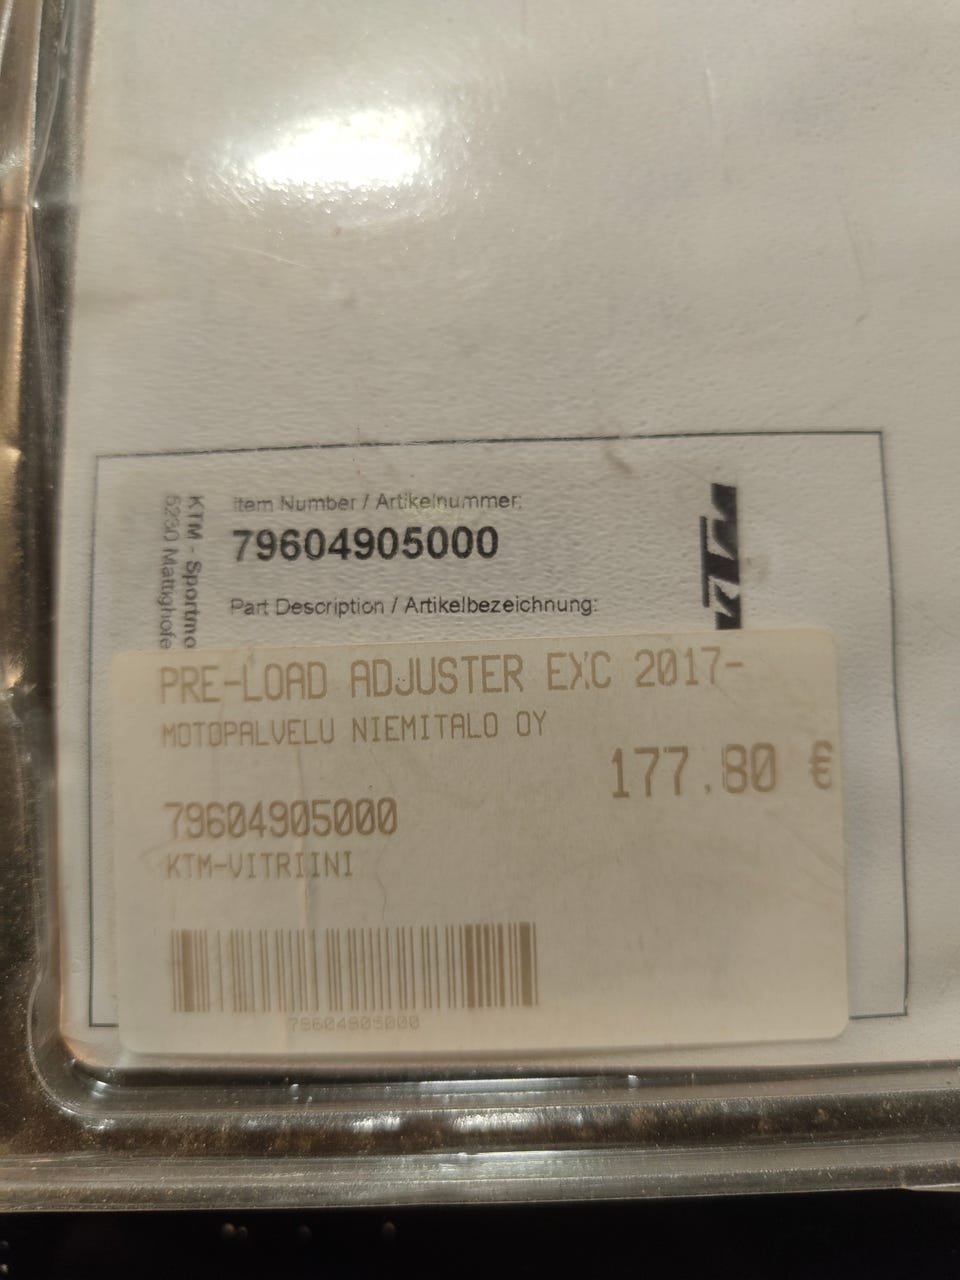 Item Number / Artikelnummer:
79604905000
Part Description / Artikelbezeichnung:
KTM - Sportmo
5230 Mattighofe
KTM
PRE-LOAD ADJUSTER EXC 2017-
MOTOPALVELU NIEMITALO OY
177.80 €
79604905000
KTM-VITRIINI
79604905000